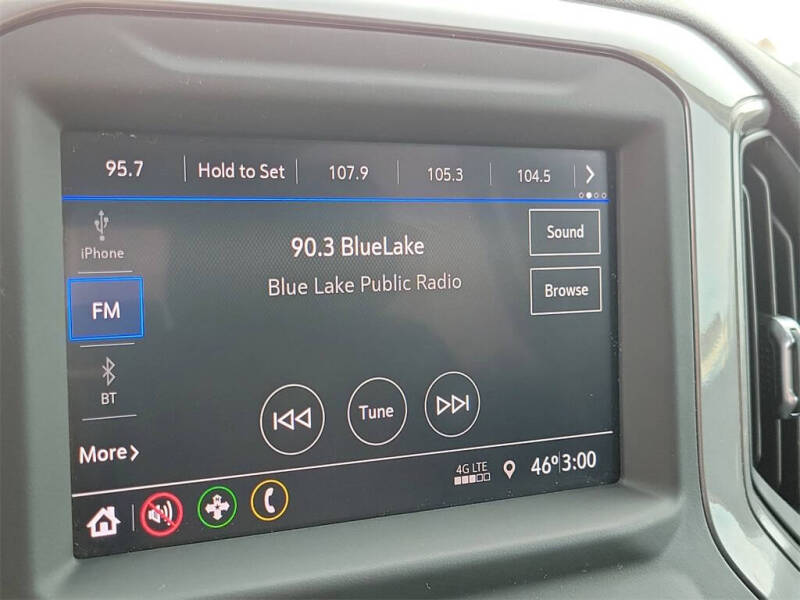 95.7 Hold to Set 107.9 105.3 104.5
iPhone
90.3 BlueLake
Sound
Blue Lake Public Radio
FM
Browse
BT
Tune
More
4G LTE
46° 3:00